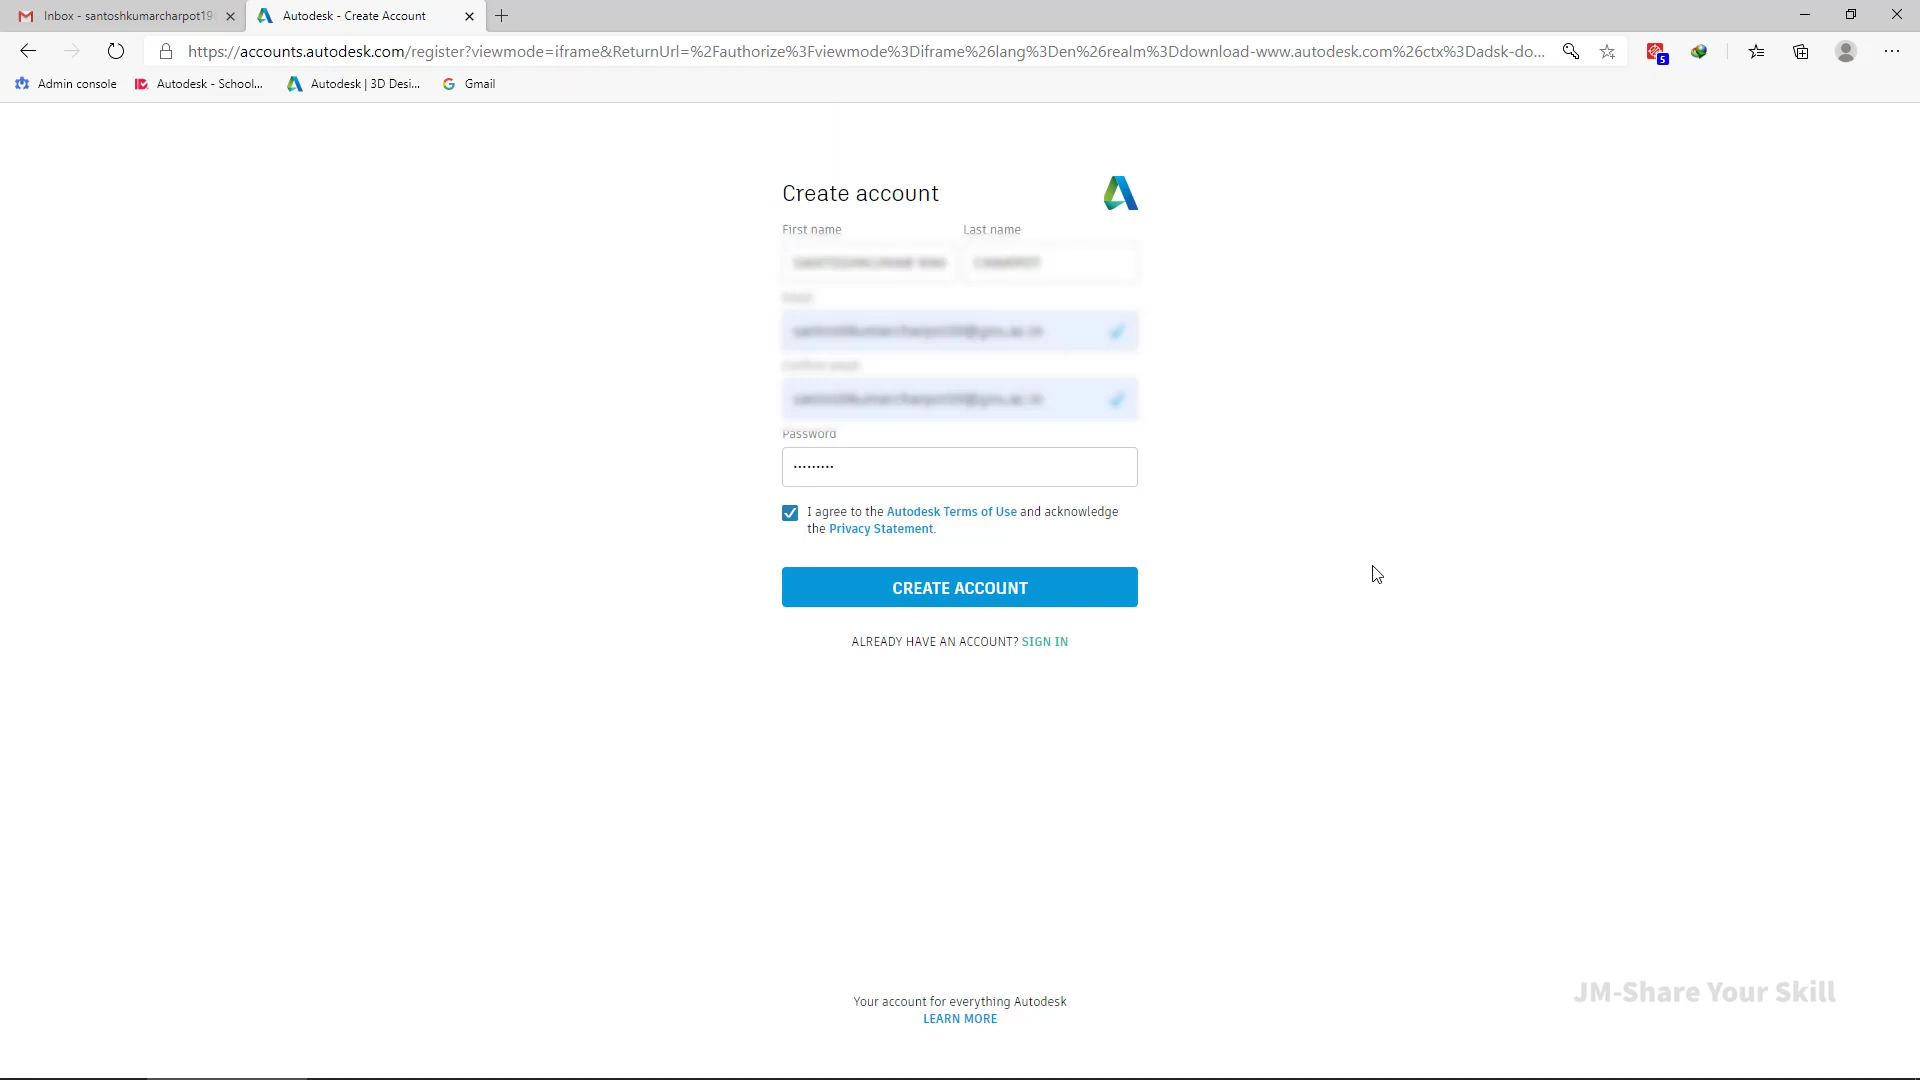 Inbox - santoshkumarcharpot19
Autodesk - Create Account
https://accounts.autodesk.com/register?viewmode=iframe&ReturnUrl=%2Fauthorize%3Fviewmode%3Diframe%26lang%3Den%26realm%3Ddownload-www.autodesk.com%26ctx%3Dadsk-do...
5
Admin console
Autodesk - School...
Autodesk | 3D Desi...
Gmail
Create account
First name
Last name
Password
I agree to the Autodesk Terms of Use and acknowledge
the Privacy Statement.
CREATE ACCOUNT
ALREADY HAVE AN ACCOUNT? SIGN IN
JM-Share Your Skill
Your account for everything Autodesk
LEARN MORE